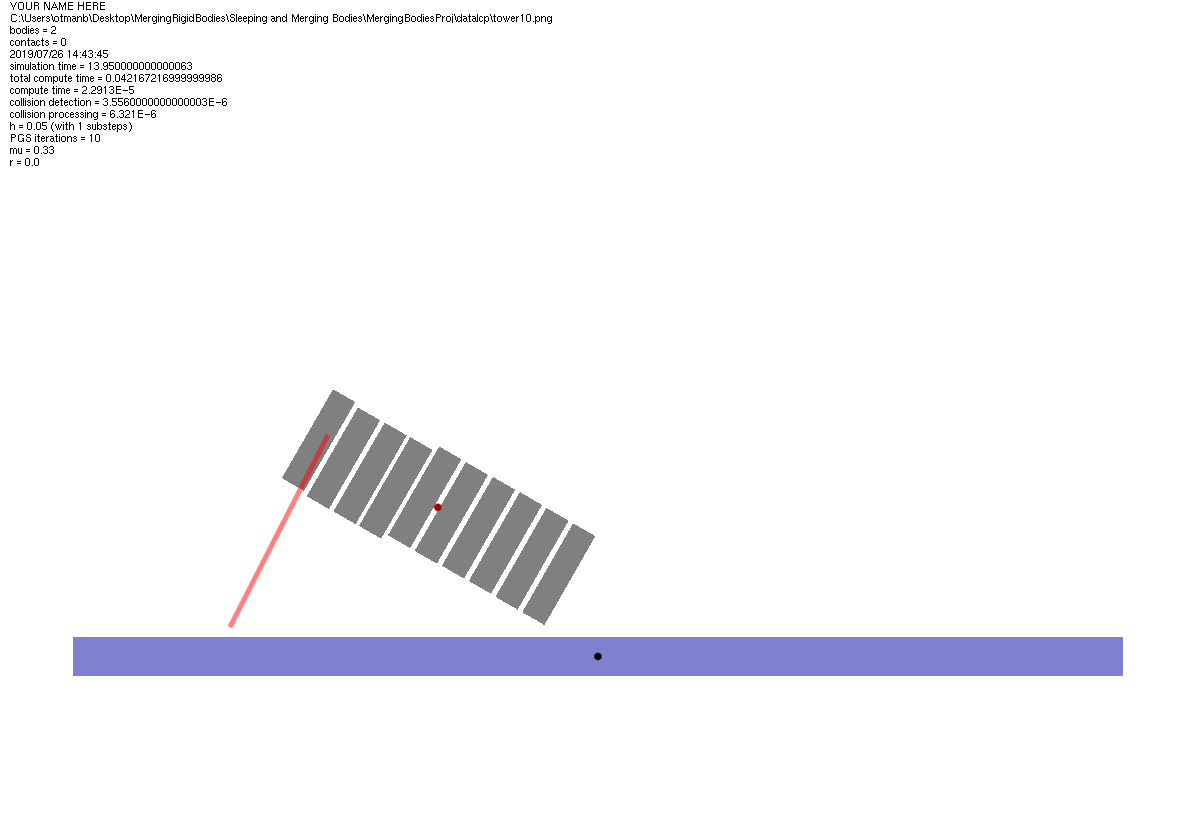 YOUR NAME HERE
C:\Users\otmanb\Desktop\MergingRigidBodies\Sleeping and Merging Bodies\MergingBodiesProj\datalcp\tower10.png
bodies = 2
contacts = 0
2019/07/26 14:43:45
simulation time = 13.950000000000063
total compute time = 0.042167216999999986
compute time = 2.2913E-5
collision detection = 3.5560000000000003E-6
collision processing = 6.321E-6
h = 0.05 (with 1 substeps)
PGS iterations = 10
mu = 0.33
r = 0.0